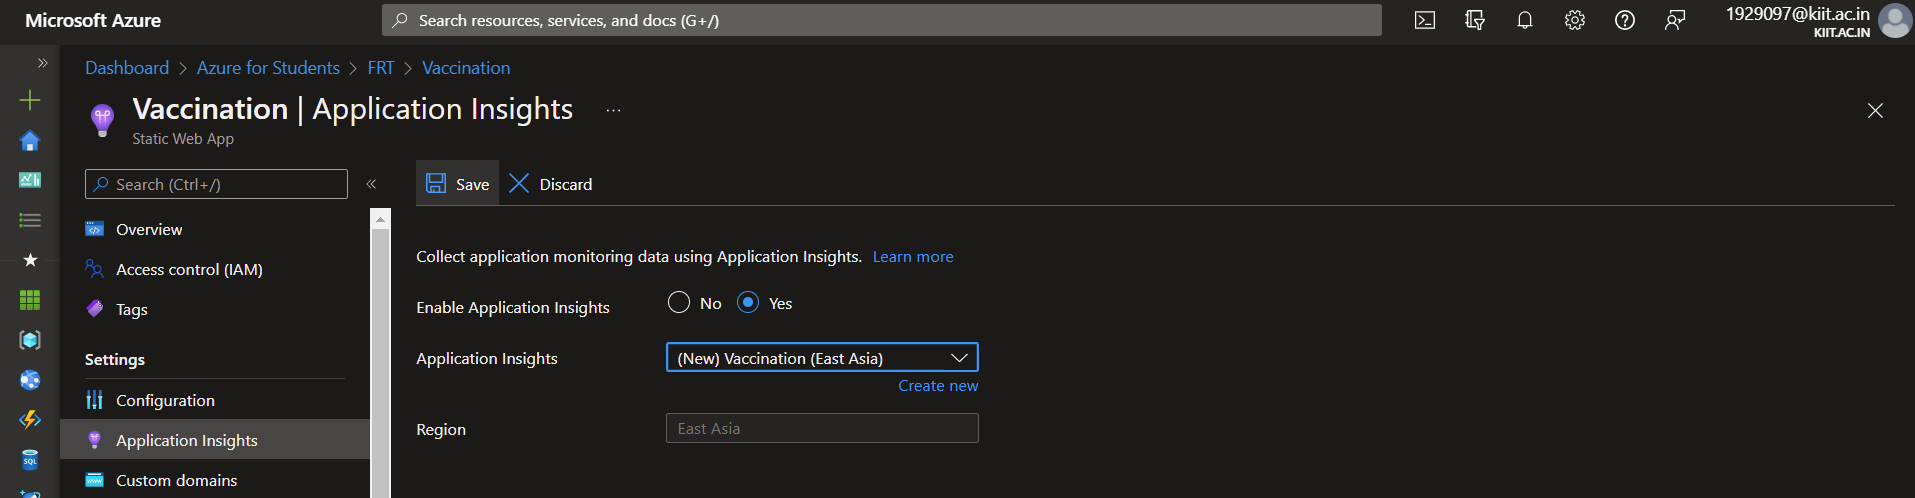 Microsoft Azure
Search resources, services, and docs (G+/)
1929097@kiit.ac.in
KIIT.AC.IN
Dashboard > Azure for Students > FRT > Vaccination
Vaccination | Application Insights ...
Static Web App
Search (Ctrl+/)
Save
Discard
Overview
Access control (IAM)
Tags
Settings
Configuration
Application Insights
Custom domains
Collect application monitoring data using Application Insights. Learn more
Enable Application Insights
No
Yes
Application Insights
(New) Vaccination (East Asia)
Create new
Region
East Asia
SQL
www